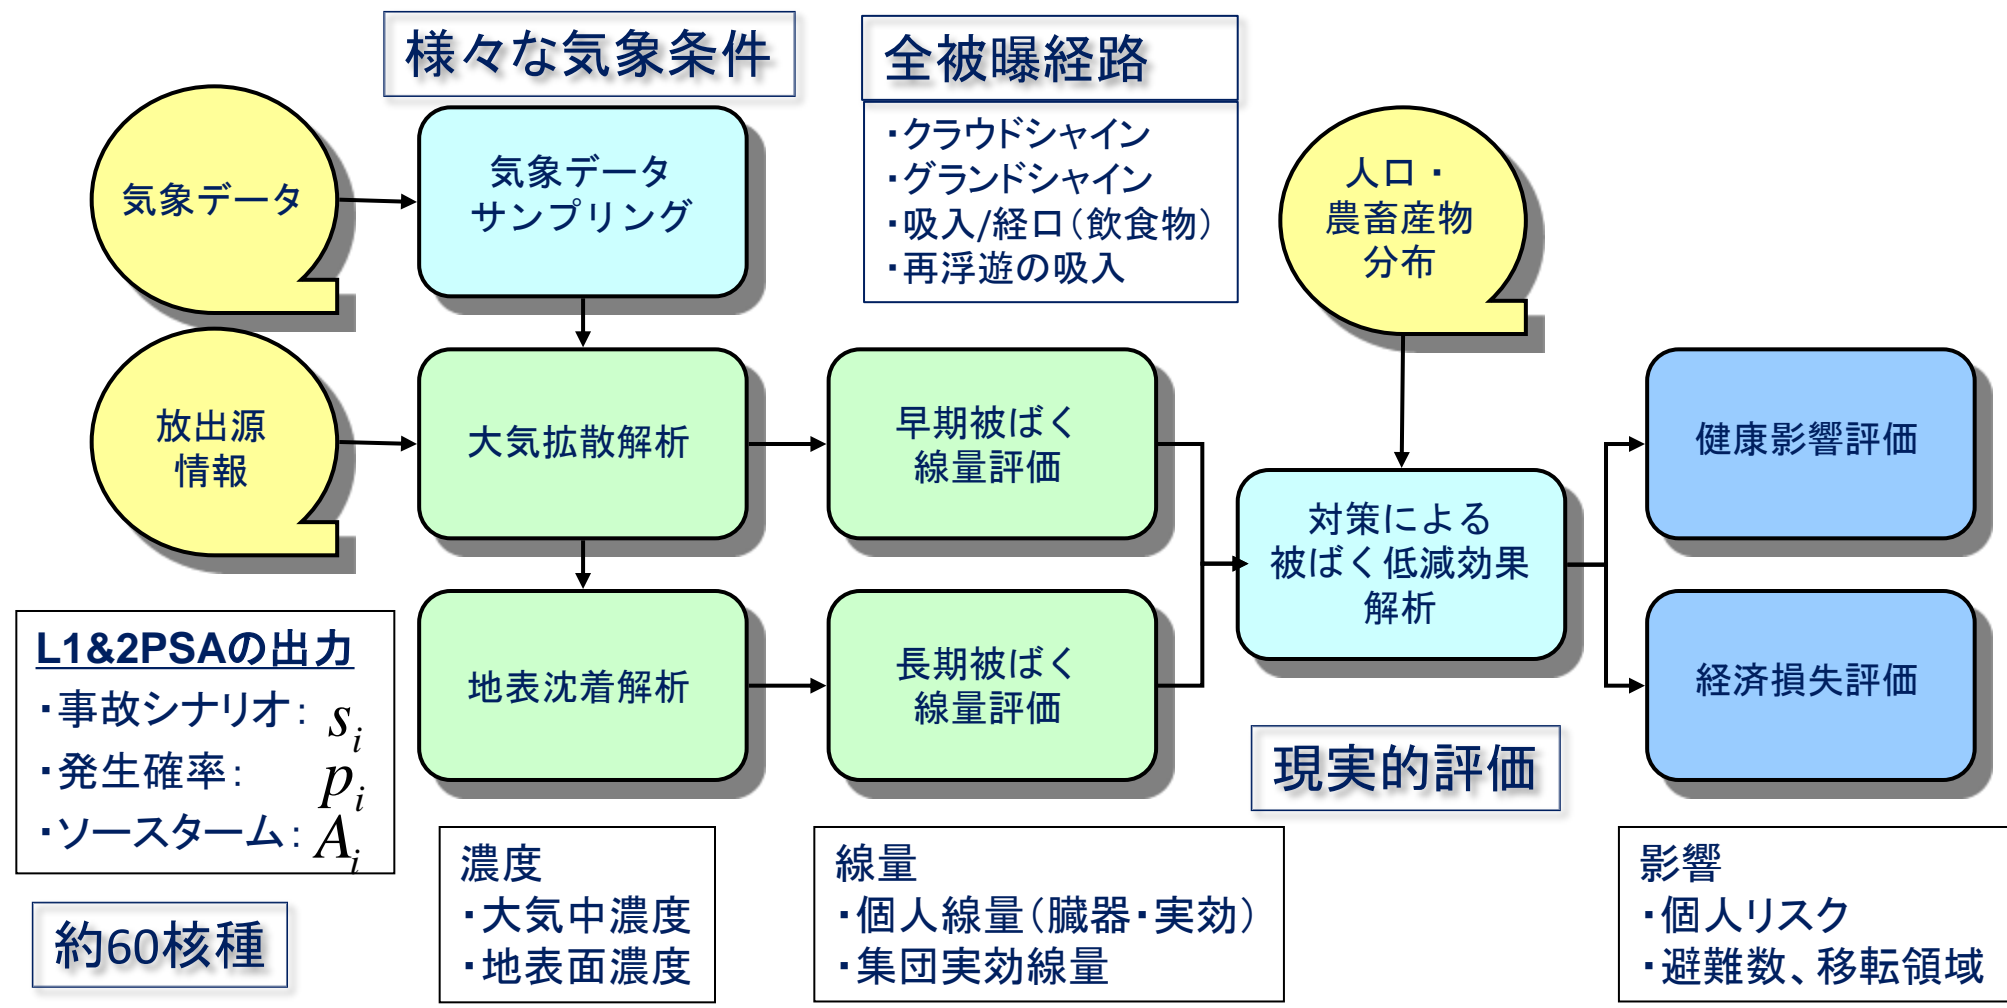 様々な気象条件
全被曝経路
・クラウドシャイン
・グランドシャイン
・吸入/経口（飲食物）
・再浮遊の吸入
気象データ
気象データ
サンプリング
人口・
農畜産物
分布
放出源
情報
大気拡散解析
早期被ばく
線量評価
対策による
被ばく低減効果
解析
健康影響評価
地表沈着解析
長期被ばく
線量評価
経済損失評価
L1&2PSAの出力
・事故シナリオ： s_i
・発生確率： p_i
・ソースターム： A_i
約60核種
現実的評価
濃度
・大気中濃度
・地表面濃度
線量
・個人線量（臓器・実効）
・集団実効線量
影響
・個人リスク
・避難数、移転領域